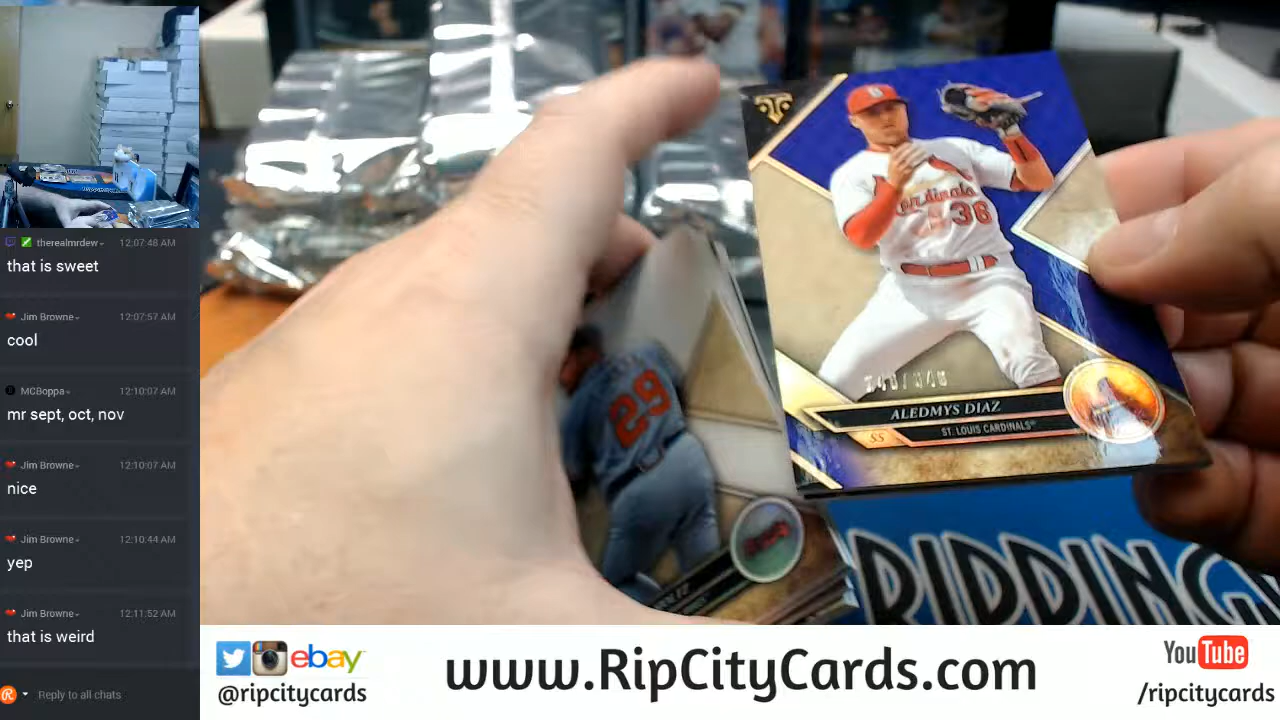 therealmrdew
12:07:48 AM
that is sweet
Jim Browne
12:07:57 AM
cool
MCBoppa
12:10:07 AM
mr sept, oct, nov
Jim Browne
12:10:07 AM
nice
Jim Browne
12:10:44 AM
yep
Jim Browne
12:11:52 AM
that is weird
Reply to all chats
Cardinals
36
ALEDMYS DIAZ
SS
ST. LOUIS CARDINALS
29
RIPPING
ebay
@ripcitycards
www.RipCityCards.com
YouTube
/ripcitycards